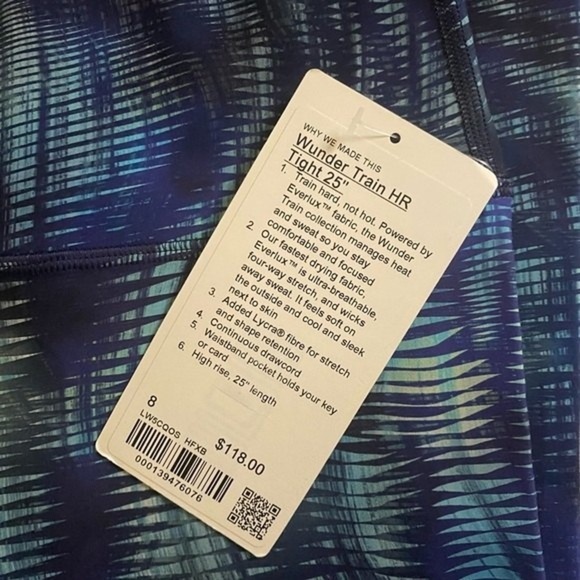 WHY WE MADE THIS
Wunder Train HR
Tight 25"
1. Train hard, not hot. Powered by
Everlux™ fabric, the Wunder
Train collection manages heat
and sweat so you stay
comfortable and focused
2. Our fastest drying fabric,
Everlux™ is ultra-breathable,
four-way stretch, and wicks
away sweat. It feels soft on
the outside and cool and sleek
next to skin
3. Added Lycra® fibre for stretch
and shape retention
4. Continuous drawcord
5. Waistband pocket holds your key
or card
6. High rise, 25" length
8
LW5CQOS HFXB
$118.00
000139476076